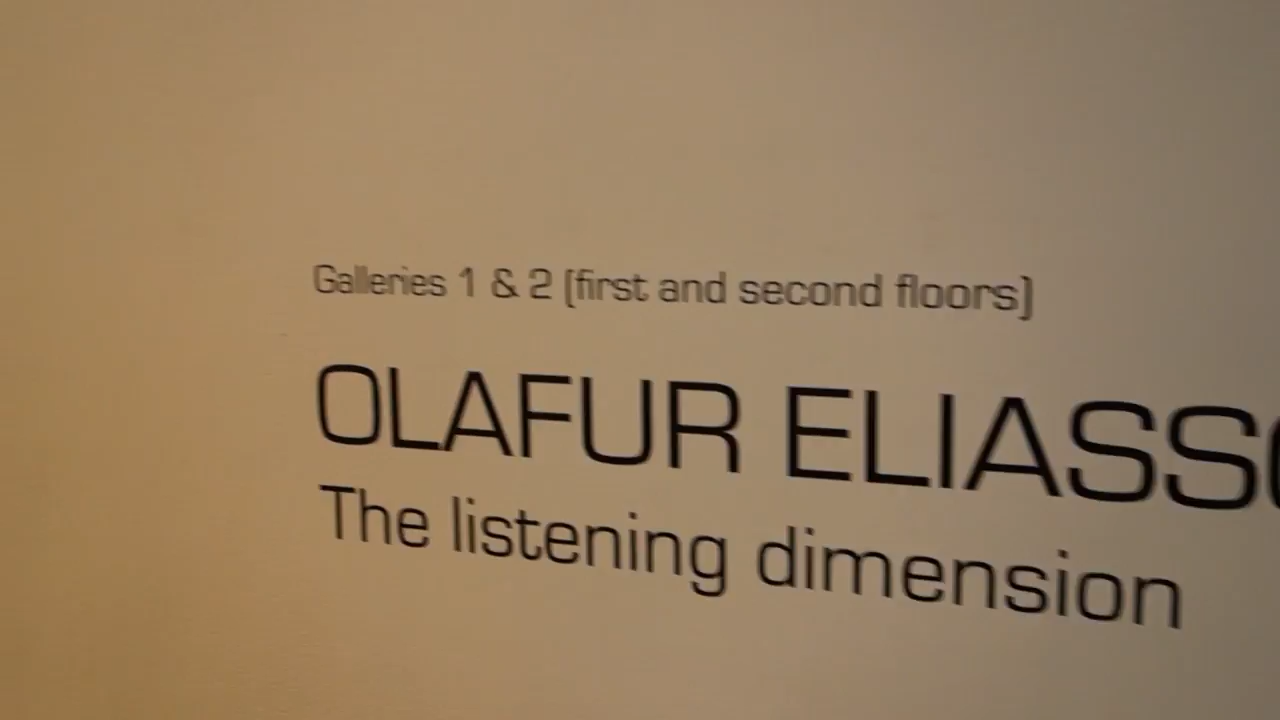 Galleries 1 & 2 (first and second floors)
OLAFUR ELIASS
The listening dimension